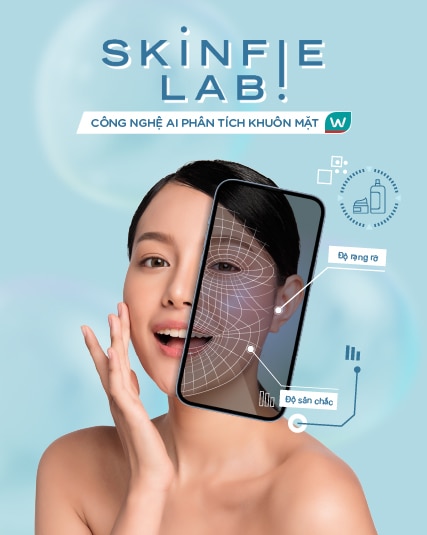 SKINFIE
LAB!
CÔNG NGHỆ AI PHÂN TÍCH KHUÔN MẶT W
Độ rạng rỡ
Độ săn chắc